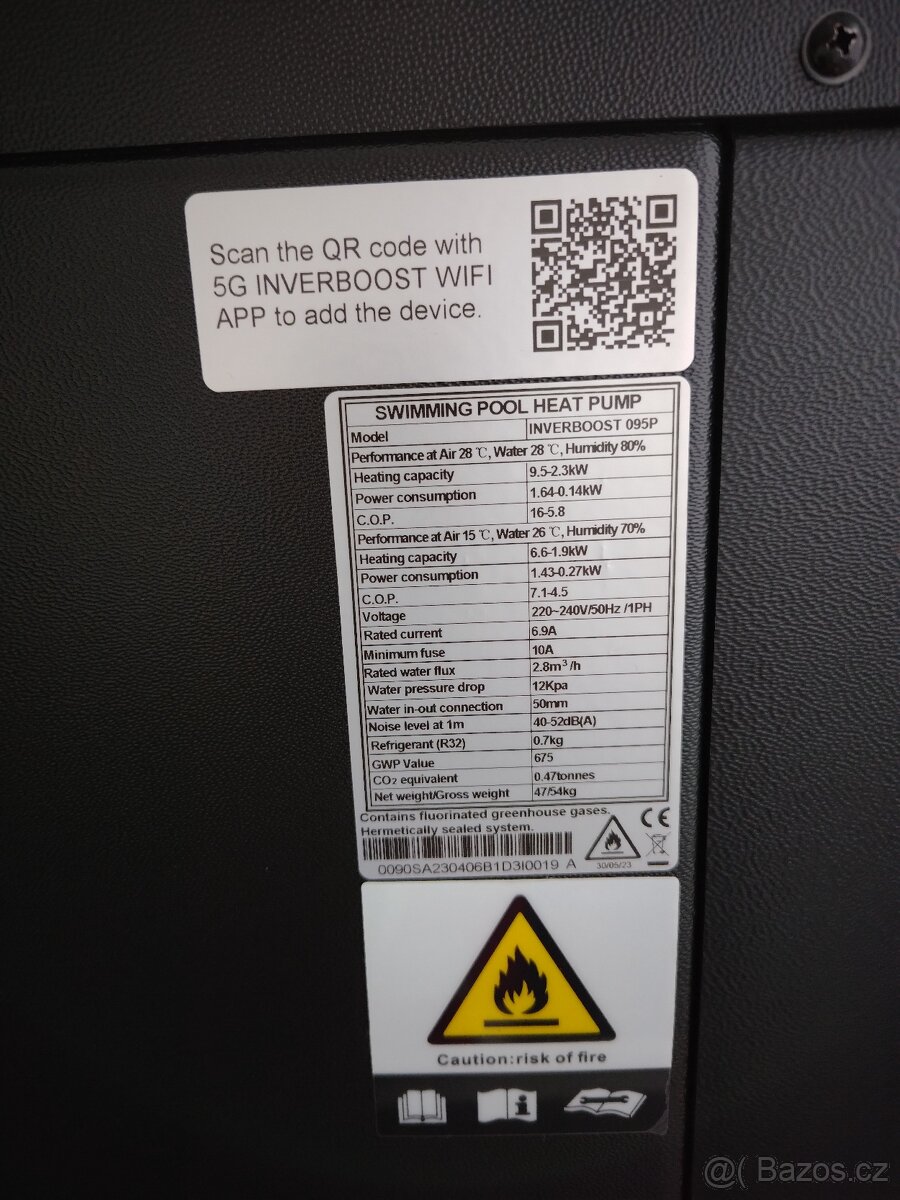 Scan the QR code with
5G INVERBOOST WIFI
APP to add the device.
SWIMMING POOL HEAT PUMP
Model INVERBOOST 095P
Performance at Air 28 ℃, Water 28 ℃, Humidity 80%
Heating capacity 9.5-2.3kW
Power consumption 1.64-0.14kW
C.O.P. 16-5.8
Performance at Air 15 ℃, Water 26 ℃, Humidity 70%
Heating capacity 6.6-1.9kW
Power consumption 1.43-0.27kW
C.O.P. 7.1-4.5
Voltage 220~240V/50Hz /1PH
Rated current 6.9A
Minimum fuse 10A
Rated water flux 2.8m³/h
Water pressure drop 12Kpa
Water in-out connection 50mm
Noise level at 1m 40-52dB(A)
Refrigerant (R32) 0.7kg
GWP Value 675
CO₂ equivalent 0.47tonnes
Net weight/Gross weight 47/54kg
Contains fluorinated greenhouse gases.
Hermetically sealed system.
CE
0090SA230406B1D3I0019 A
30/05/23
Caution:risk of fire
@( Bazos.cz